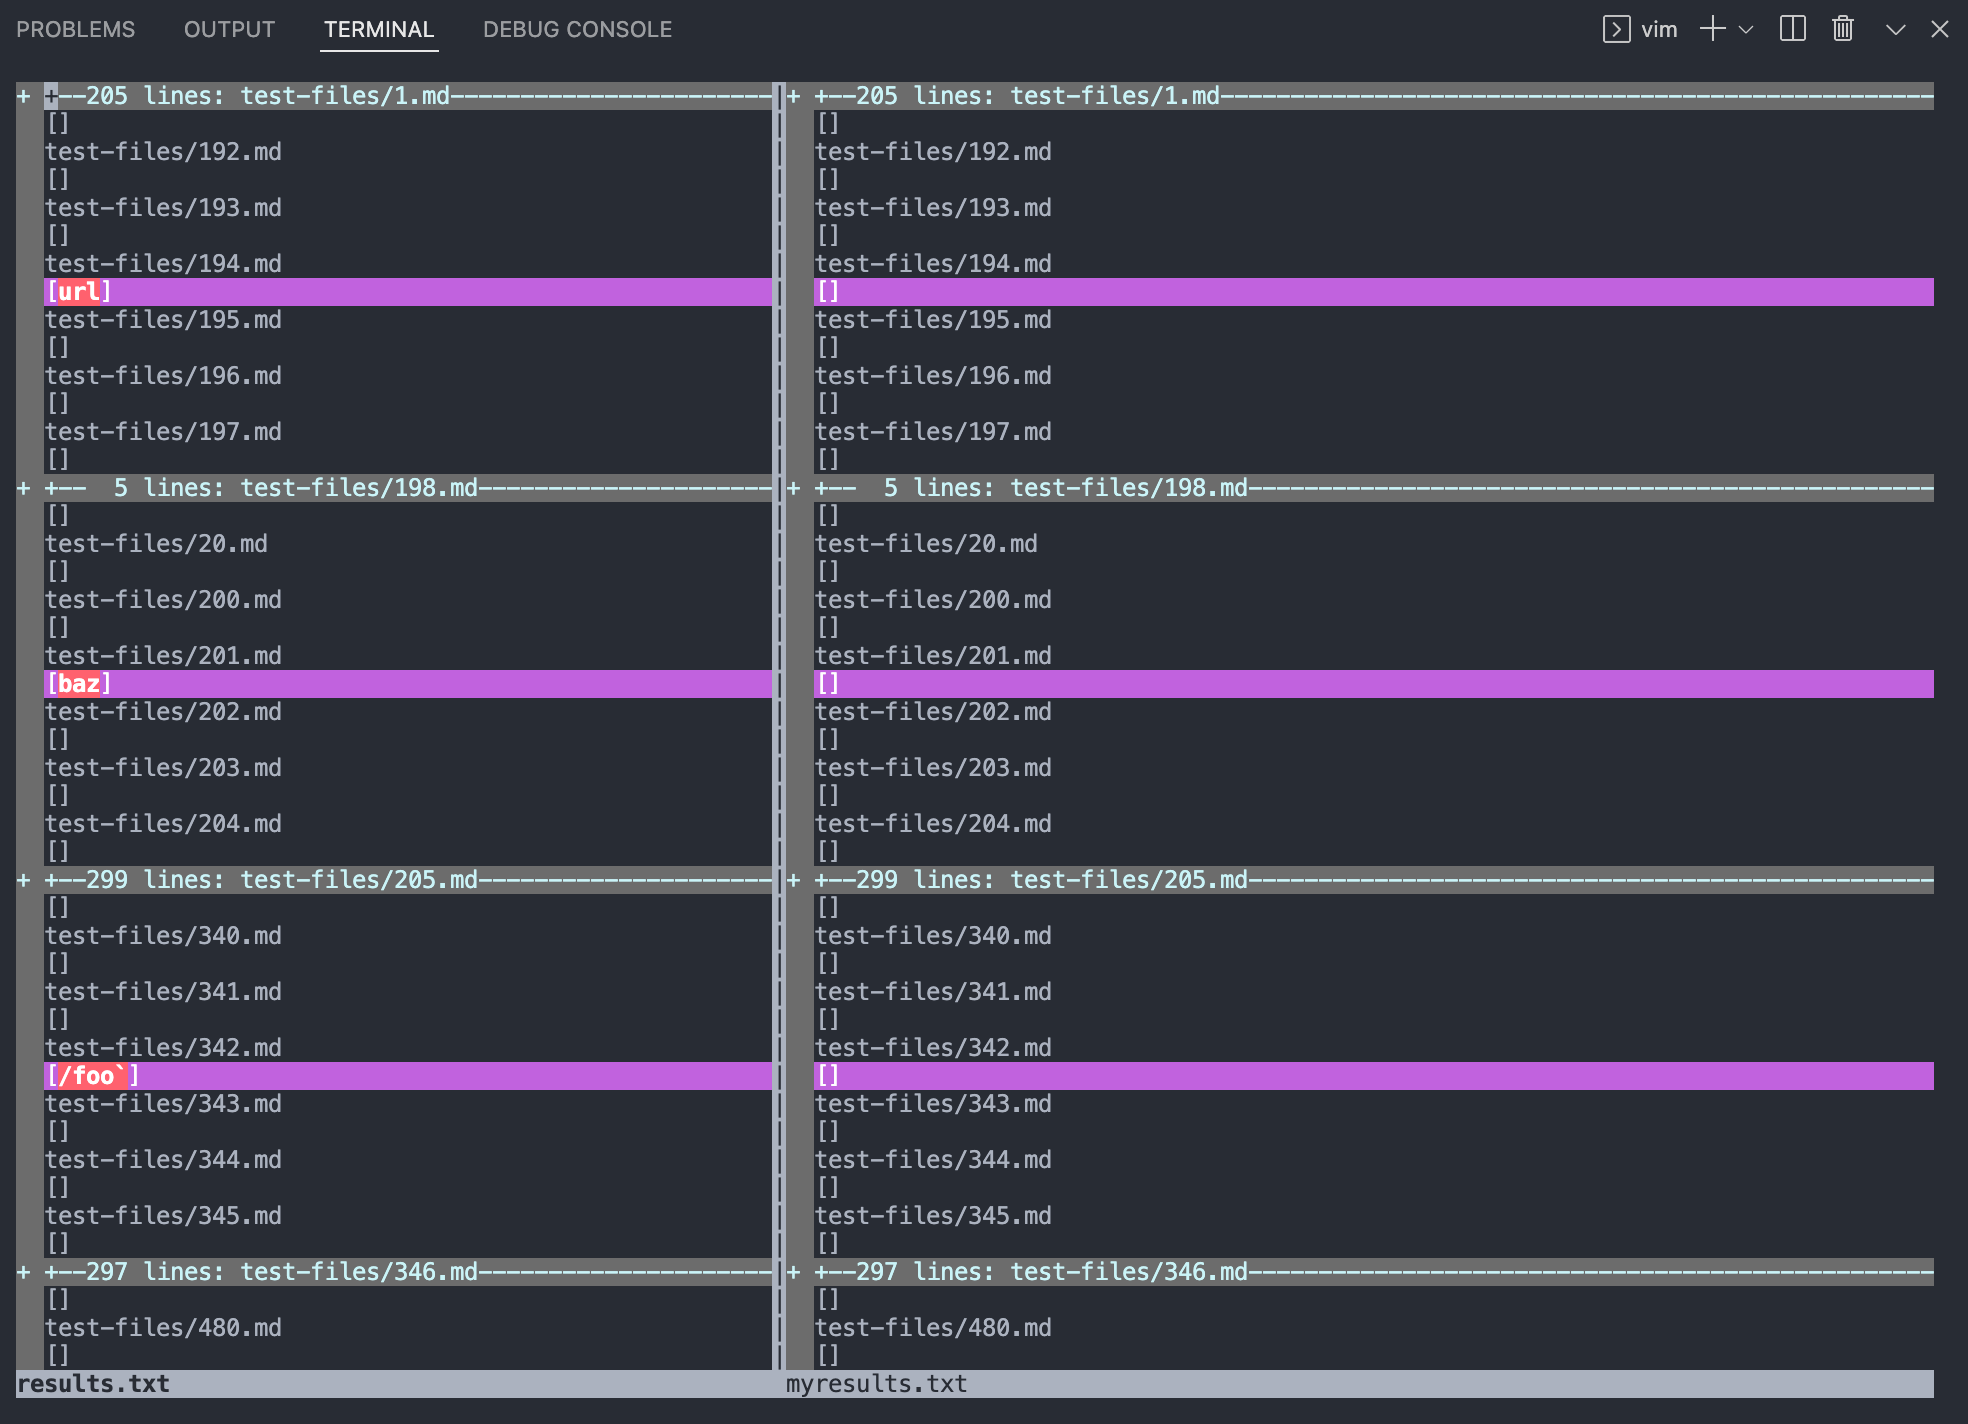 PROBLEMS OUTPUT TERMINAL DEBUG CONSOLE vim
+ +--205 lines: test-files/1.md-----------------------
[]
test-files/192.md
[]
test-files/193.md
[]
test-files/194.md
[url]
test-files/195.md
[]
test-files/196.md
[]
test-files/197.md
[]
+ +--  5 lines: test-files/198.md---------------------
[]
test-files/20.md
[]
test-files/200.md
[]
test-files/201.md
[baz]
test-files/202.md
[]
test-files/203.md
[]
test-files/204.md
[]
+ +--299 lines: test-files/205.md---------------------
[]
test-files/340.md
[]
test-files/341.md
[]
test-files/342.md
[/foo`]
test-files/343.md
[]
test-files/344.md
[]
test-files/345.md
[]
+ +--297 lines: test-files/346.md---------------------
[]
test-files/480.md
[]
results.txt
+ +--205 lines: test-files/1.md---------------------------------------------------
[]
test-files/192.md
[]
test-files/193.md
[]
test-files/194.md
[]
test-files/195.md
[]
test-files/196.md
[]
test-files/197.md
[]
+ +--  5 lines: test-files/198.md-------------------------------------------------
[]
test-files/20.md
[]
test-files/200.md
[]
test-files/201.md
[]
test-files/202.md
[]
test-files/203.md
[]
test-files/204.md
[]
+ +--299 lines: test-files/205.md-------------------------------------------------
[]
test-files/340.md
[]
test-files/341.md
[]
test-files/342.md
[]
test-files/343.md
[]
test-files/344.md
[]
test-files/345.md
[]
+ +--297 lines: test-files/346.md-------------------------------------------------
[]
test-files/480.md
[]
myresults.txt